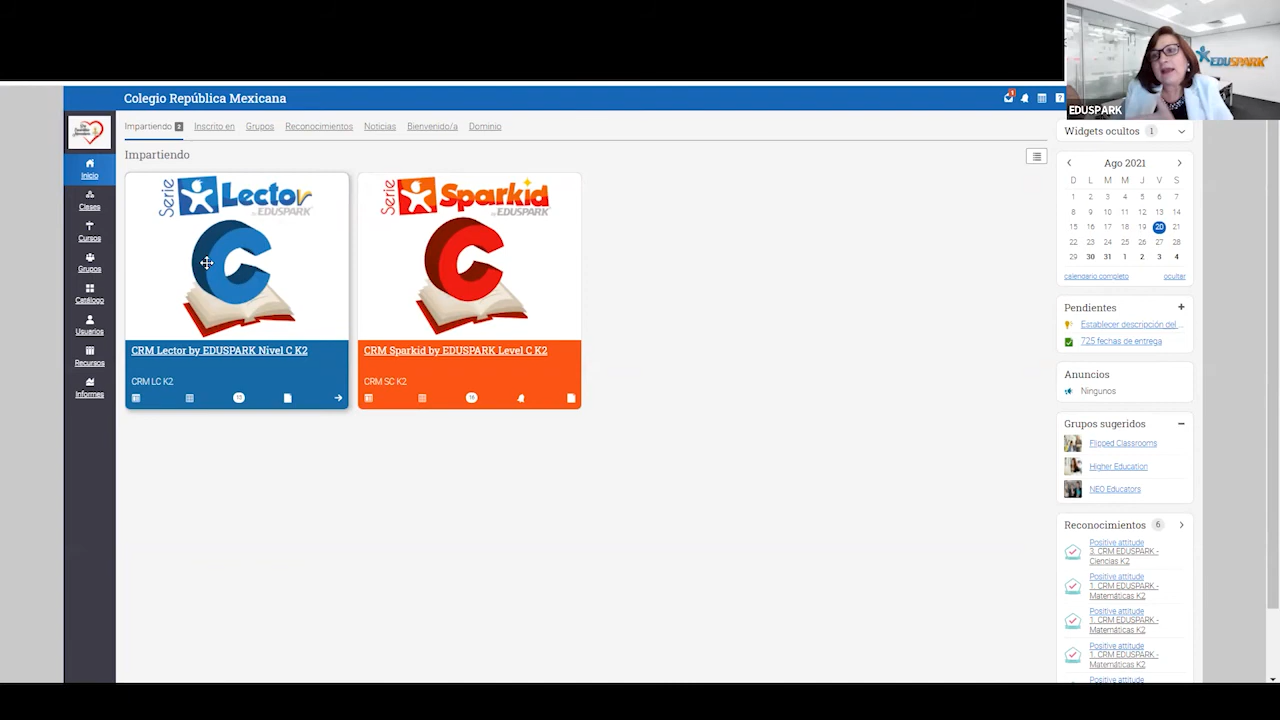 EDUSPARK
EDUSPARK
Colegio República Mexicana
Impartiendo 2
Inscrito en
Grupos
Reconocimientos
Noticias
Bienvenido/a
Dominio
Inicio
Clases
Cursos
Grupos
Catálogo
Usuarios
Recursos
Informes
Impartiendo
Serie Lector
by EDUSPARK
C
CRM Lector by EDUSPARK Nivel C K2
CRM LC K2
Serie Sparkid
by EDUSPARK
C
CRM Sparkid by EDUSPARK Level C K2
CRM SC K2
16
Widgets ocultos 1
Ago 2021
D L M M J V S
1 2 3 4 5 6 7
8 9 10 11 12 13 14
15 16 17 18 19 20 21
22 23 24 25 26 27 28
29 30 31 1 2 3 4
calendario completo
ocultar
Pendientes
Establecer descripción del ...
725 fechas de entrega
Anuncios
Ningunos
Grupos sugeridos
Flipped Classrooms
Higher Education
NEO Educators
Reconocimientos 6
Positive attitude
3. CRM EDUSPARK -
Ciencias K2
Positive attitude
1. CRM EDUSPARK -
Matemáticas K2
Positive attitude
1. CRM EDUSPARK -
Matemáticas K2
Positive attitude
1. CRM EDUSPARK -
Matemáticas K2
Positive attitude